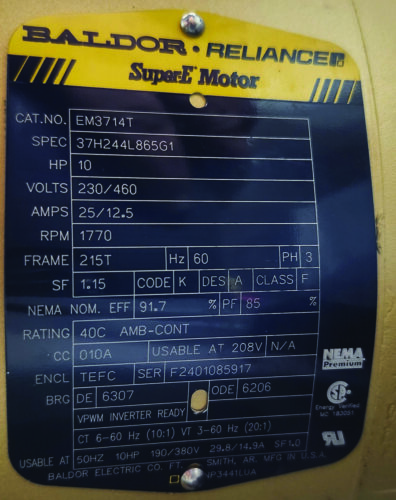 BALDOR • RELIANCE
Super-E Motor
CAT.NO. EM3714T
SPEC 37H244L865G1
HP 10
VOLTS 230/460
AMPS 25/12.5
RPM 1770
FRAME 215T Hz 60 PH 3
SF 1.15 CODE K DES A CLASS F
NEMA NOM. EFF 91.7 % PF 85 %
RATING 40C AMB-CONT
CC 010A USABLE AT 208V N/A
NEMA
Premium
ENCL TEFC SER F2401085917
BRG DE 6307 ODE 6206
Energy Verified
VPWM INVERTER READY
CT 6-60 Hz (10:1) VT 3-60 Hz (20:1)
USABLE AT 50HZ 10HP 190/380V 29.8/14.9A SF1.0
BALDOR ELECTRIC CO. FT. SMITH, AR. MFG IN U.S.A.